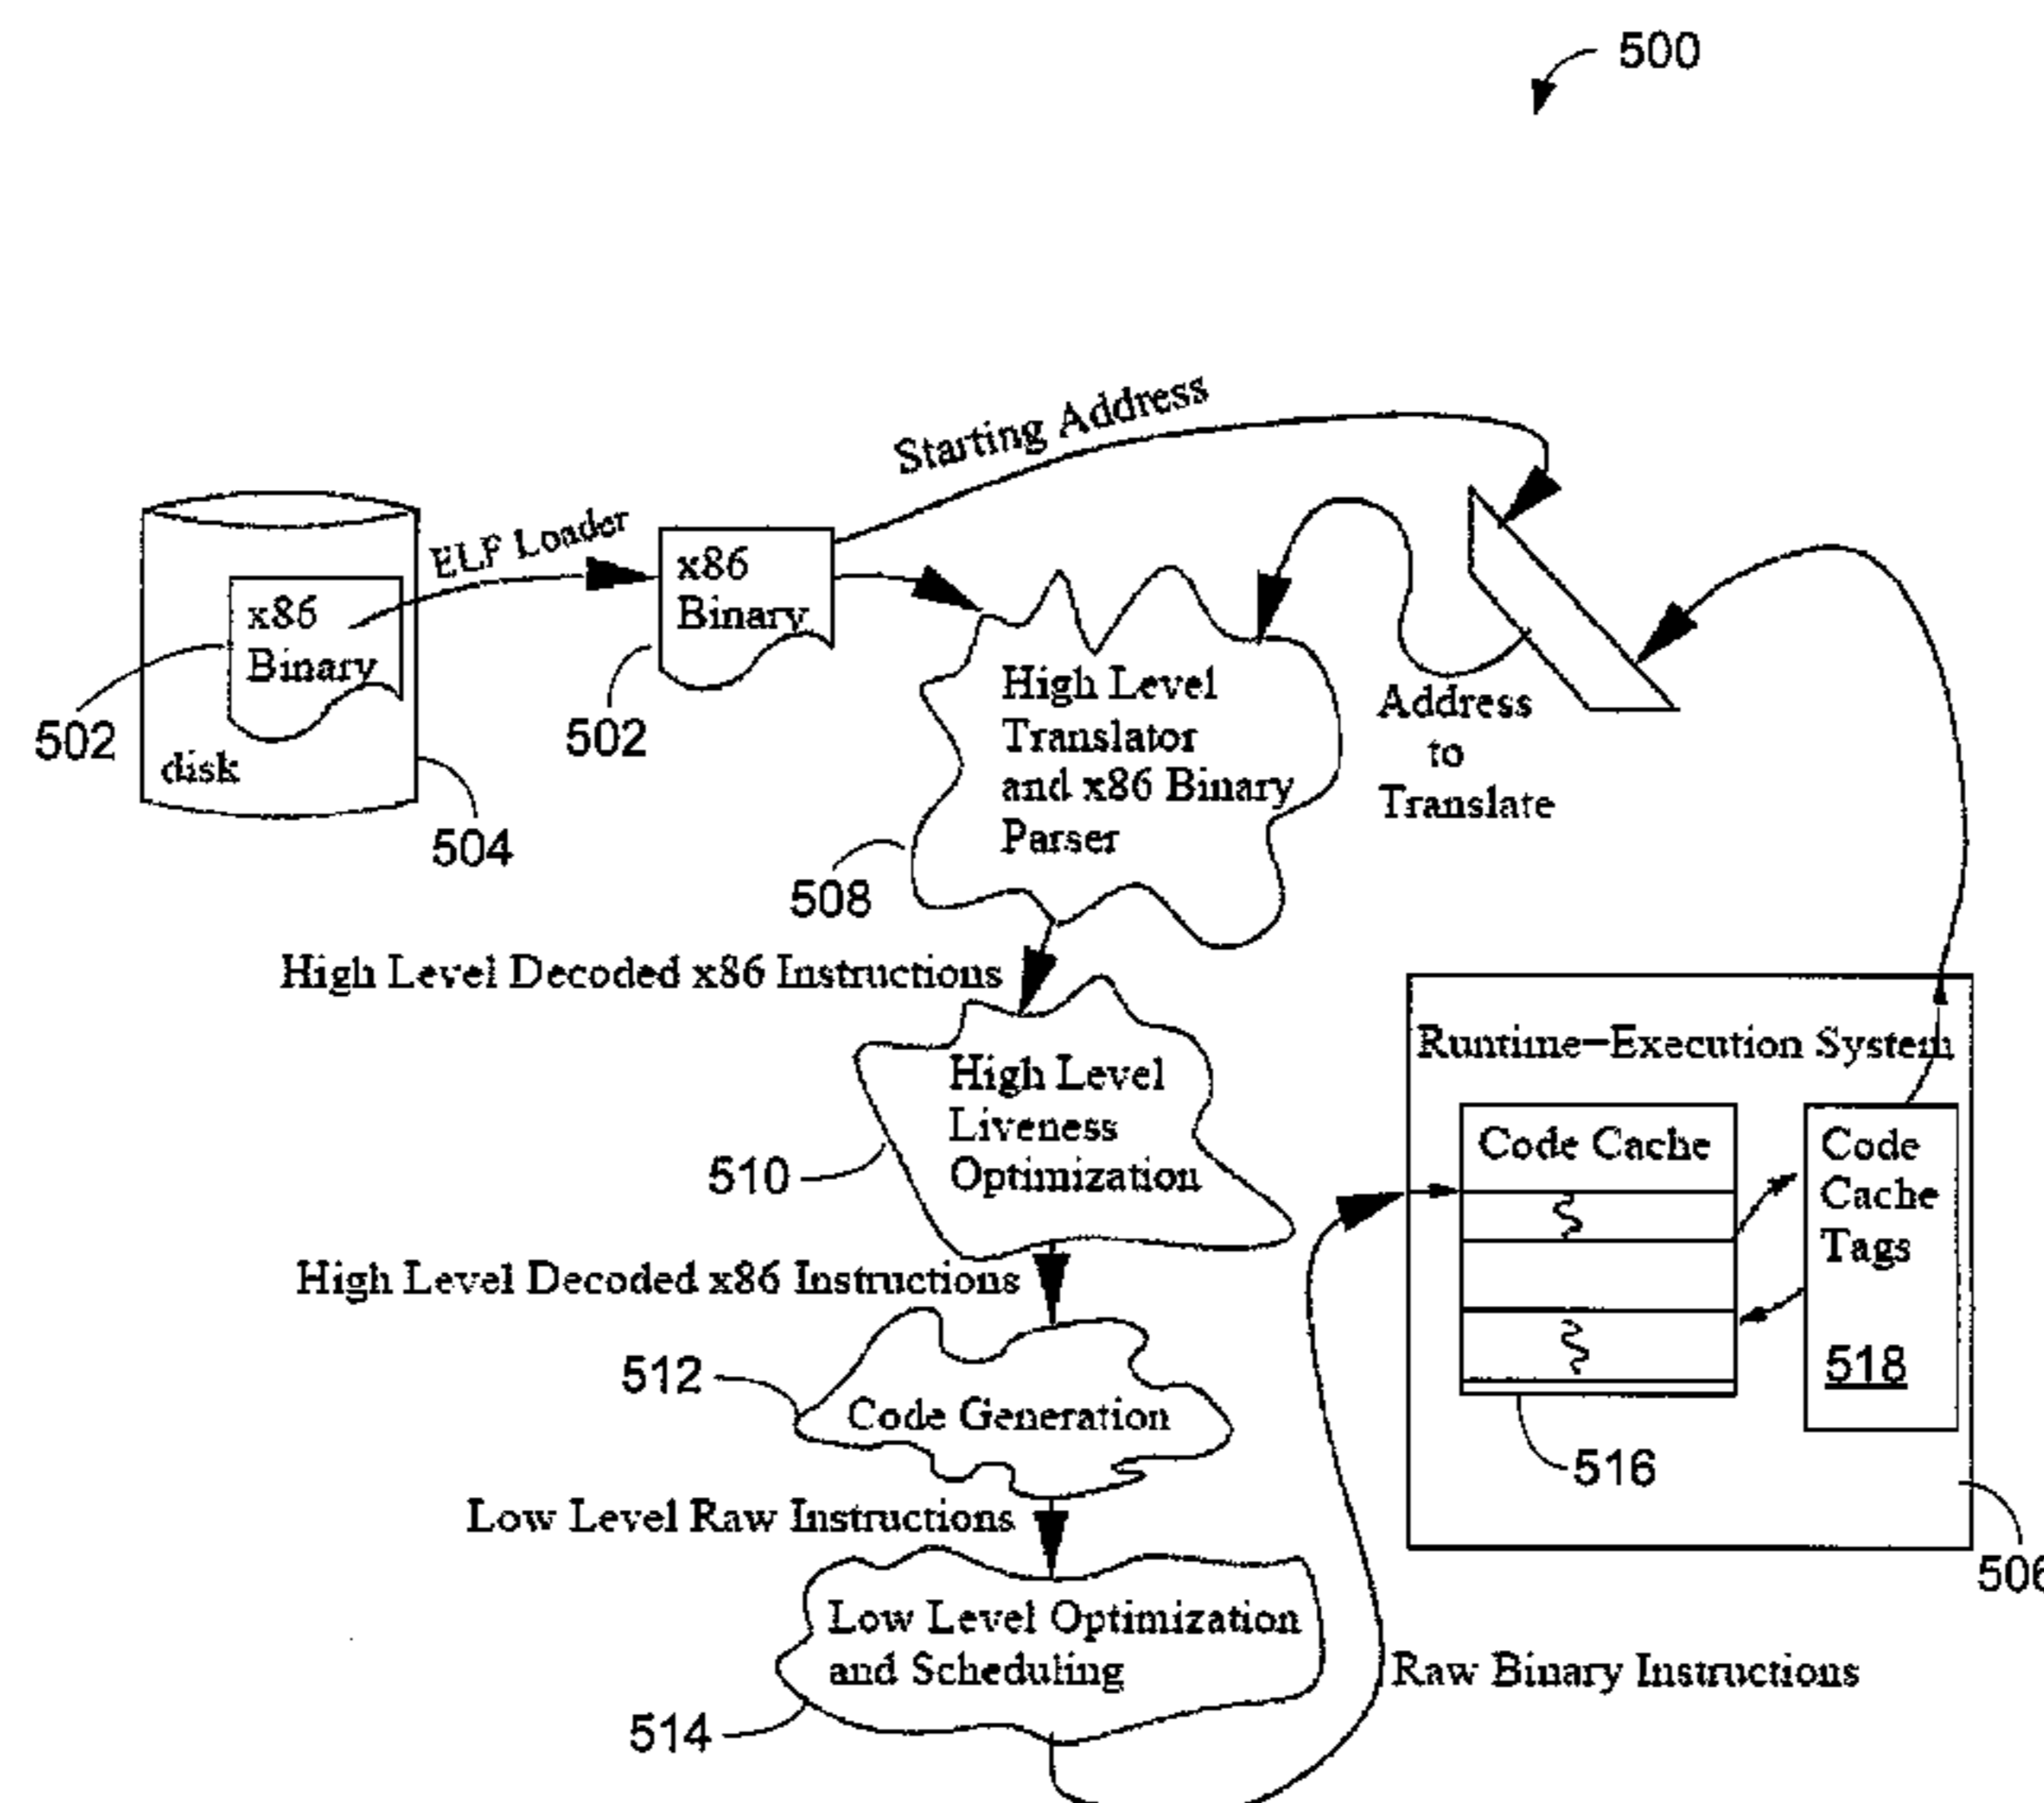 500
Starting Address
ELF Loader
x86
Binary
x86
Binary
disk
502
504
502
High Level
Translator
and x86 Binary
Parser
508
Address
to
Translate
High Level Decoded x86 Instructions
High Level
Liveness
Optimization
510
High Level Decoded x86 Instructions
512
Code Generation
Low Level Raw Instructions
Low Level Optimization
and Scheduling
514
Raw Binary Instructions
Runtime-Execution System
Code Cache
Code
Cache
Tags
518
516
506